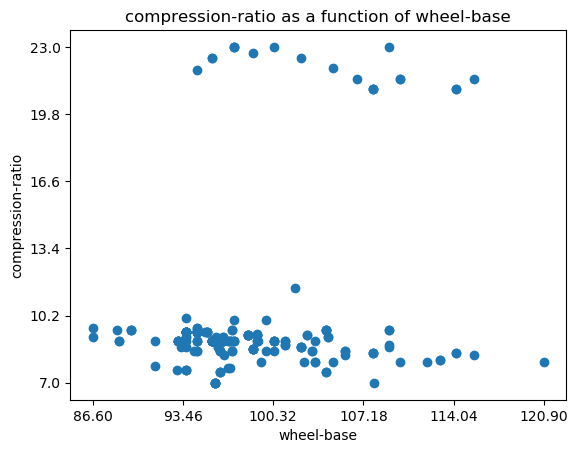 compression-ratio as a function of wheel-base
23.0
19.8
16.6
13.4
10.2
7.0
compression-ratio
86.60 93.46 100.32 107.18 114.04 120.90
wheel-base